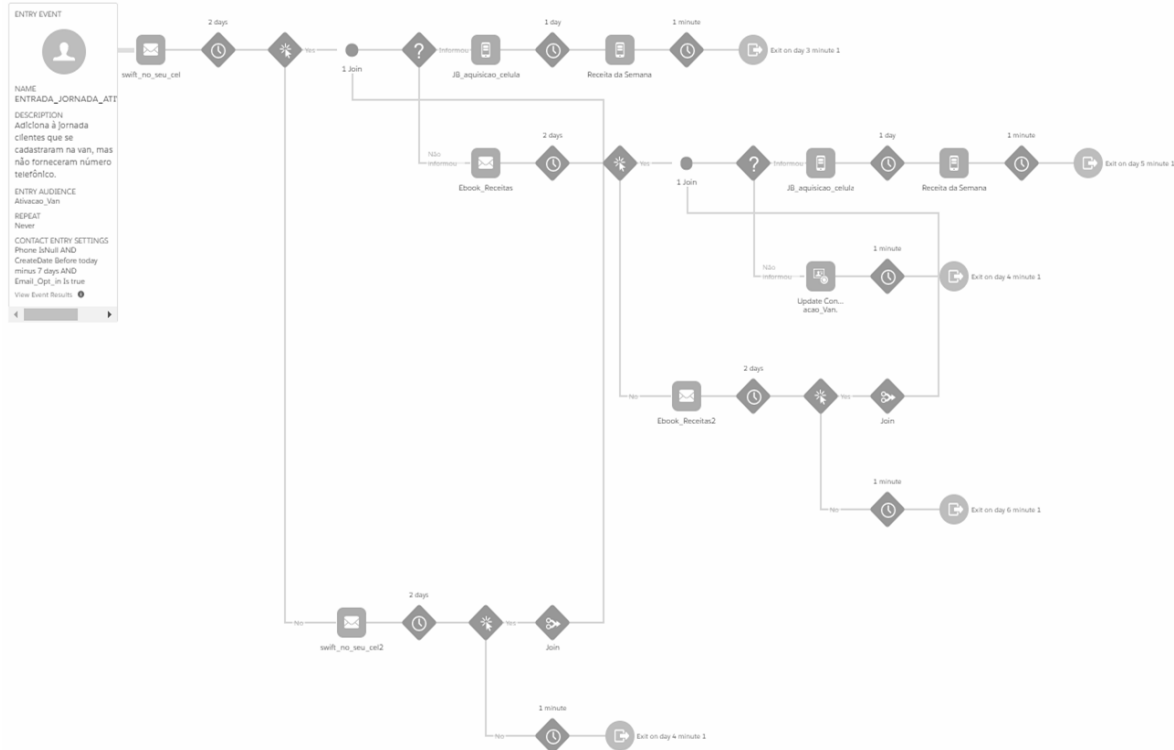 ENTRY EVENT
NAME
ENTRADA_JORNADA_ATI
DESCRIPTION
Adiciona à jornada
clientes que se
cadastraram na van, mas
não forneceram número
telefônico.
ENTRY AUDIENCE
Ativacao_Van
REPEAT
Never
CONTACT ENTRY SETTINGS
Phone IsNull AND
CreateDate Before today
minus 7 days AND
Email_Opt_in Is true
View Event Results
swift_no_seu_cel
2 days
Yes
1 Join
?
Informou
JB_aquisicao_celula
1 day
Receita da Semana
1 minute
Exit on day 3 minute 1
Não
informou
Ebook_Receitas
2 days
Yes
1 Join
?
Informou
JB_aquisicao_celula
1 day
Receita da Semana
1 minute
Exit on day 5 minute 1
Não
informou
Update Con...
acao_Van.
1 minute
Exit on day 4 minute 1
No
Ebook_Receitas2
2 days
Yes
Join
No
1 minute
Exit on day 6 minute 1
No
swift_no_seu_cel2
2 days
Yes
Join
No
1 minute
Exit on day 4 minute 1